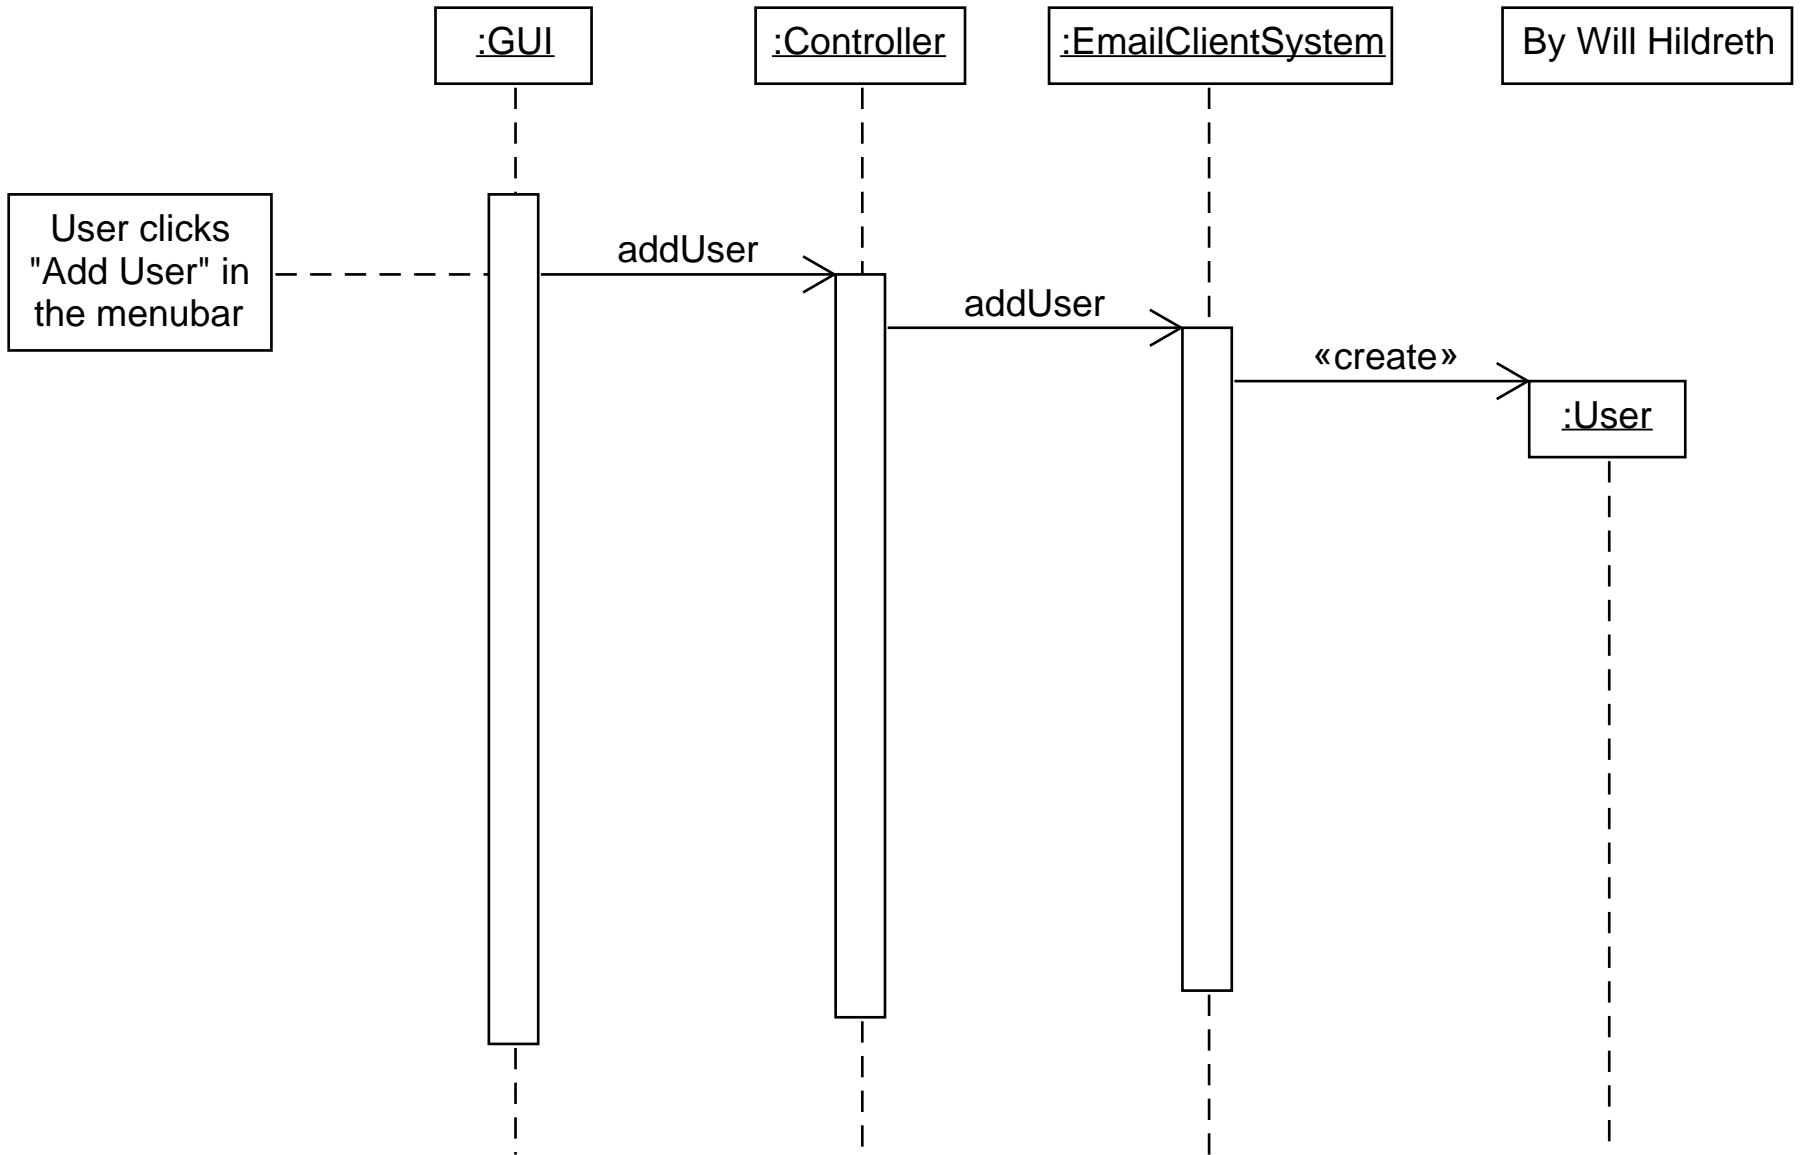 :GUI
:Controller
:EmailClientSystem
By Will Hildreth
User clicks
"Add User" in
the menubar
addUser
addUser
«create»
:User